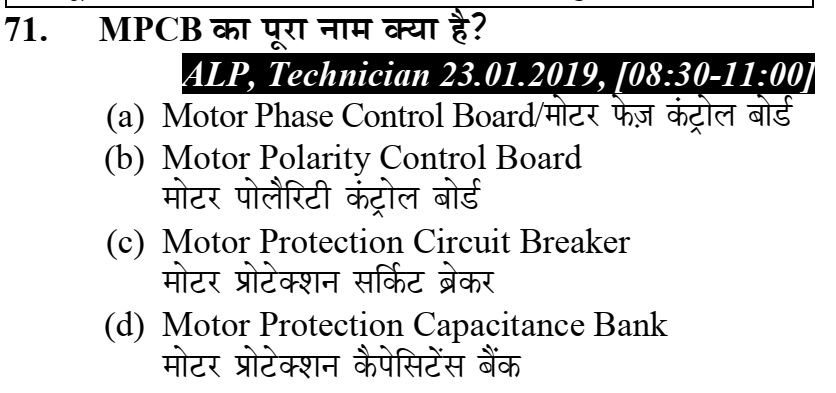 71. MPCB का पूरा नाम क्या है?
ALP, Technician 23.01.2019, [08:30-11:00]
(a) Motor Phase Control Board/मोटर फेज़ कंट्रोल बोर्ड
(b) Motor Polarity Control Board
मोटर पोलैरिटी कंट्रोल बोर्ड
(c) Motor Protection Circuit Breaker
मोटर प्रोटेक्शन सर्किट ब्रेकर
(d) Motor Protection Capacitance Bank
मोटर प्रोटेक्शन कैपेसिटेंस बैंक